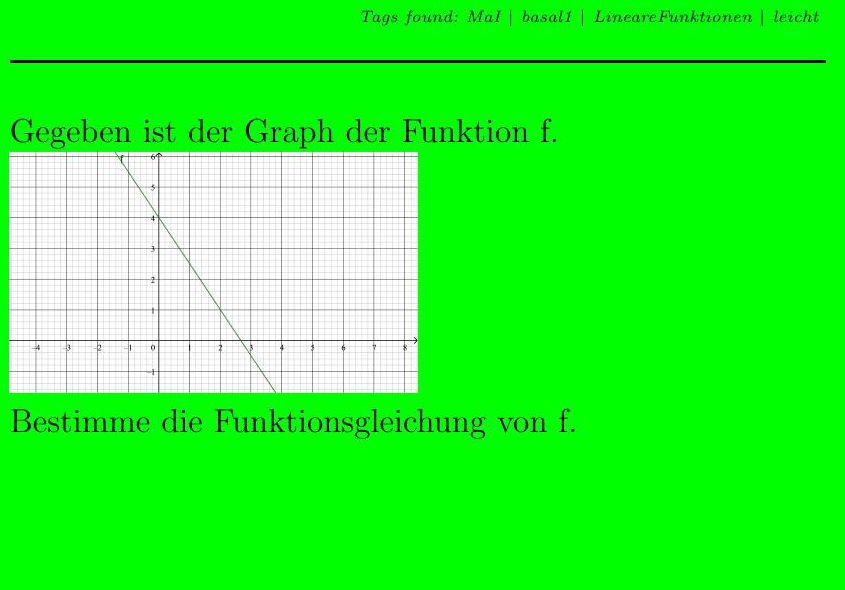 Tags found: MaI | basal1 | LineareFunktionen | leicht
Gegeben ist der Graph der Funktion f.
f 6
5
4
3
2
1
-4 -3 -2 -1 0 1 2 3 4 5 6 7 8
-1
Bestimme die Funktionsgleichung von f.